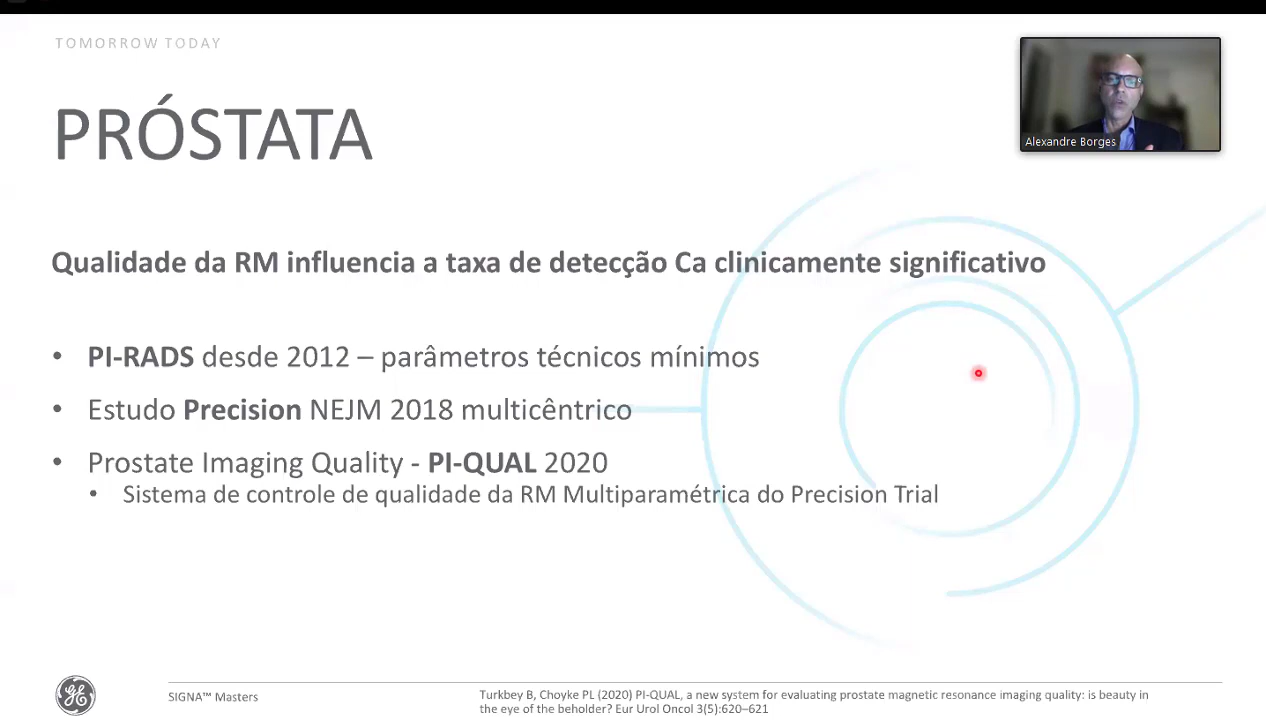 TOMORROW TODAY
PRÓSTATA
Alexandre Borges
Qualidade da RM influencia a taxa de detecção Ca clinicamente significativo
• PI-RADS desde 2012 – parâmetros técnicos mínimos
• Estudo Precision NEJM 2018 multicêntrico
• Prostate Imaging Quality - PI-QUAL 2020
• Sistema de controle de qualidade da RM Multiparamétrica do Precision Trial
GE
SIGNA™ Masters
Turkbey B, Choyke PL (2020) PI-QUAL, a new system for evaluating prostate magnetic resonance imaging quality: is beauty in
the eye of the beholder? Eur Urol Oncol 3(5):620–621